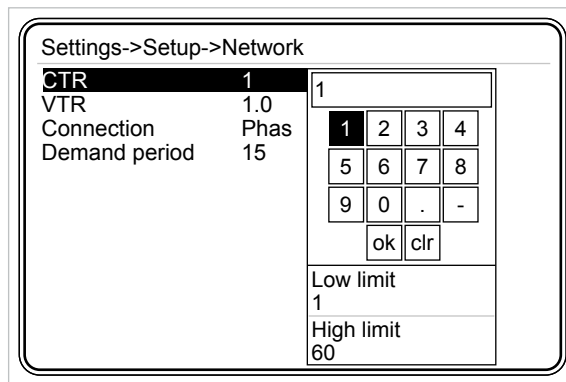 Settings->Setup->Network
CTR 1
VTR 1.0
Connection Phas
Demand period 15
1
1 2 3 4
5 6 7 8
9 0 . -
ok clr
Low limit
1
High limit
60